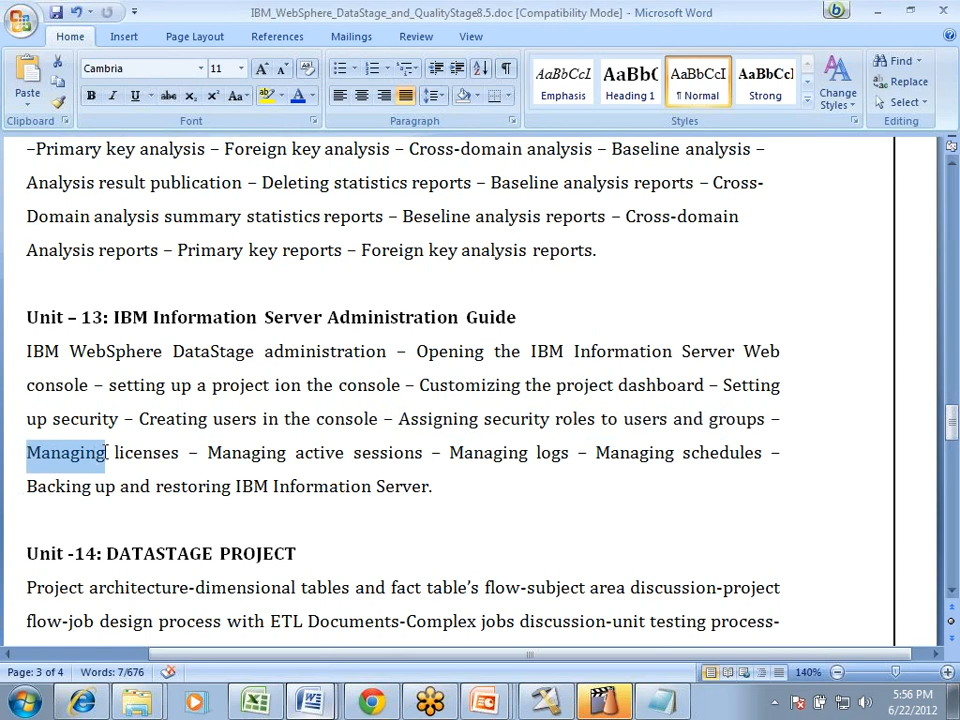 IBM_WebSphere_DataStage_and_QualityStage8.5.doc [Compatibility Mode] - Microsoft Word
Home Insert Page Layout References Mailings Review View
Paste
Clipboard
Cambria 11
B I U abc X₂ X² Aa
Font
Paragraph
AaBbCcI Emphasis
AaBbC Heading 1
AaBbCcI ¶ Normal
AaBbCcI Strong
Change Styles
Styles
Find
Replace
Select
Editing
–Primary key analysis – Foreign key analysis – Cross-domain analysis – Baseline analysis –
Analysis result publication – Deleting statistics reports – Baseline analysis reports – Cross-
Domain analysis summary statistics reports – Beseline analysis reports – Cross-domain
Analysis reports – Primary key reports – Foreign key analysis reports.
Unit – 13: IBM Information Server Administration Guide
IBM WebSphere DataStage administration – Opening the IBM Information Server Web
console – setting up a project ion the console – Customizing the project dashboard – Setting
up security – Creating users in the console – Assigning security roles to users and groups –
Managing licenses – Managing active sessions – Managing logs – Managing schedules –
Backing up and restoring IBM Information Server.
Unit -14: DATASTAGE PROJECT
Project architecture-dimensional tables and fact table's flow-subject area discussion-project
flow-job design process with ETL Documents-Complex jobs discussion-unit testing process-
Page: 3 of 4 Words: 7/676 140%
5:56 PM
6/22/2012